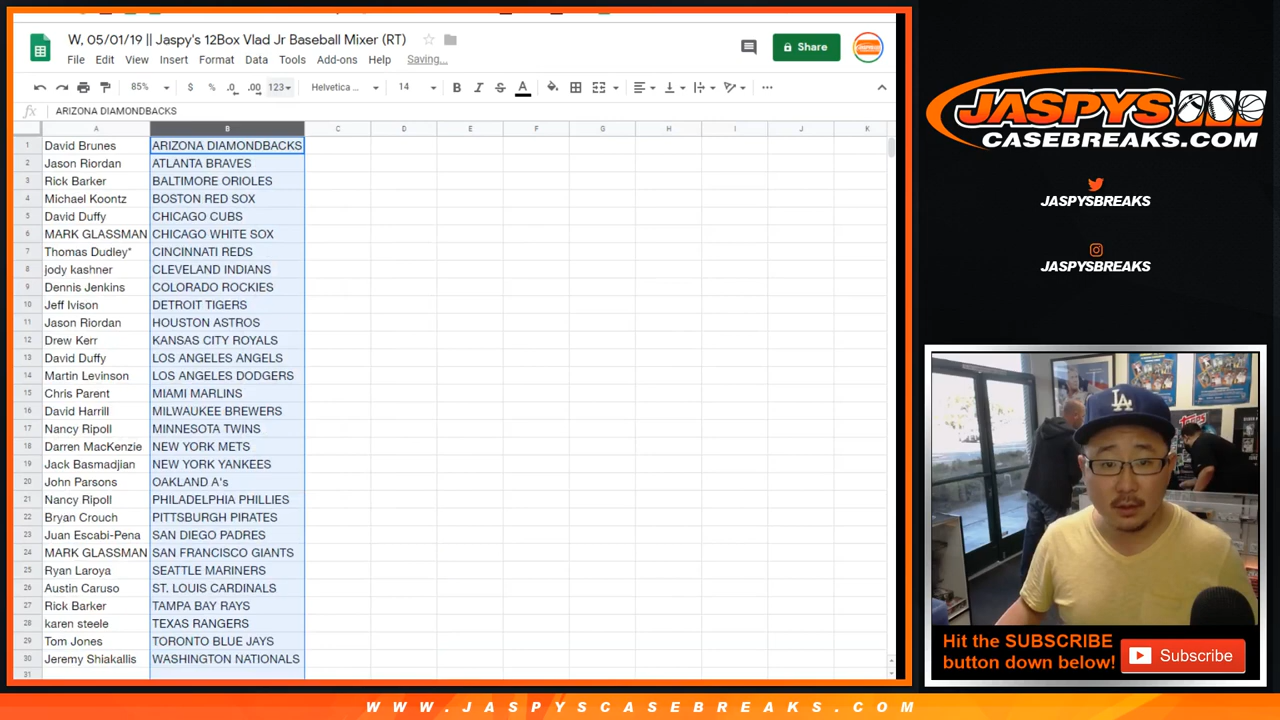 W, 05/01/19 || Jaspy's 12Box Vlad Jr Baseball Mixer (RT)
File Edit View Insert Format Data Tools Add-ons Help Saving...
Share
85% $ % .0 .00 123 Helvetica ... 14 B I S A
fx ARIZONA DIAMONDBACKS
A B C D E F G H I J K
1 David Brunes ARIZONA DIAMONDBACKS
2 Jason Riordan ATLANTA BRAVES
3 Rick Barker BALTIMORE ORIOLES
4 Michael Koontz BOSTON RED SOX
5 David Duffy CHICAGO CUBS
6 MARK GLASSMAN CHICAGO WHITE SOX
7 Thomas Dudley* CINCINNATI REDS
8 jody kashner CLEVELAND INDIANS
9 Dennis Jenkins COLORADO ROCKIES
10 Jeff Ivison DETROIT TIGERS
11 Jason Riordan HOUSTON ASTROS
12 Drew Kerr KANSAS CITY ROYALS
13 David Duffy LOS ANGELES ANGELS
14 Martin Levinson LOS ANGELES DODGERS
15 Chris Parent MIAMI MARLINS
16 David Harrill MILWAUKEE BREWERS
17 Nancy Ripoll MINNESOTA TWINS
18 Darren MacKenzie NEW YORK METS
19 Jack Basmadjian NEW YORK YANKEES
20 John Parsons OAKLAND A's
21 Nancy Ripoll PHILADELPHIA PHILLIES
22 Bryan Crouch PITTSBURGH PIRATES
23 Juan Escabi-Pena SAN DIEGO PADRES
24 MARK GLASSMAN SAN FRANCISCO GIANTS
25 Ryan Laroya SEATTLE MARINERS
26 Austin Caruso ST. LOUIS CARDINALS
27 Rick Barker TAMPA BAY RAYS
28 karen steele TEXAS RANGERS
29 Tom Jones TORONTO BLUE JAYS
30 Jeremy Shiakallis WASHINGTON NATIONALS
31
JASPYS
CASEBREAKS.COM
JASPYSBREAKS
JASPYSBREAKS
LA
Hit the SUBSCRIBE
button down below!
Subscribe
WWW.JASPYSCASEBREAKS.COM